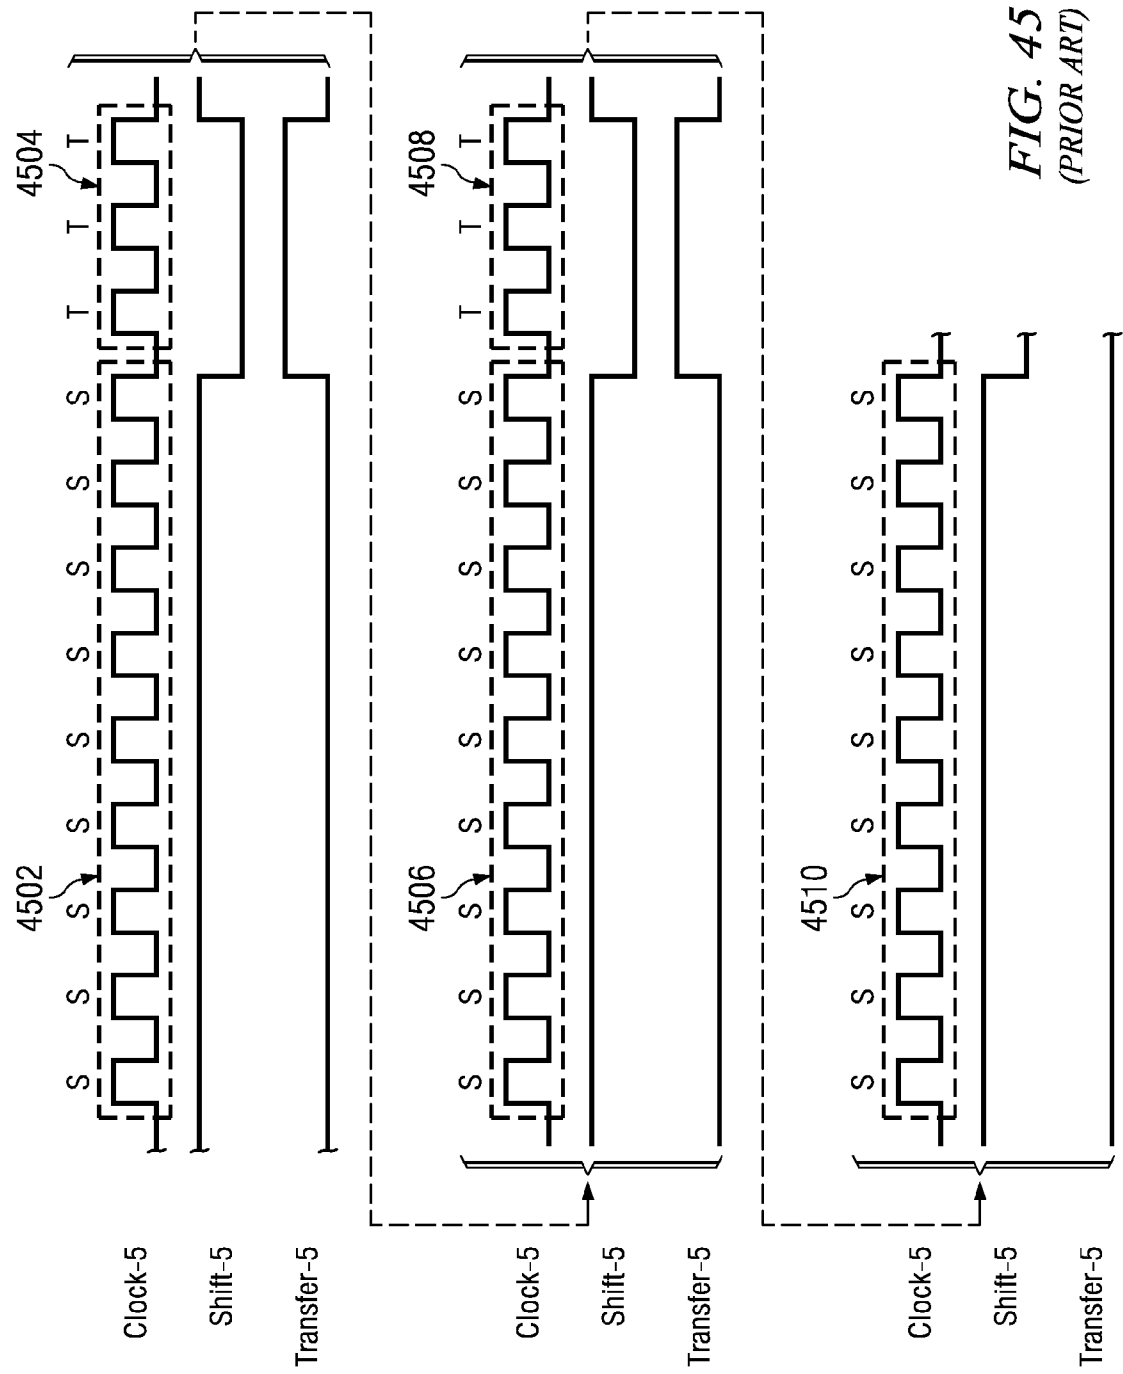 4502
4504
S S S S S S S S S T T T
Clock-5
Shift-5
Transfer-5
4506
4508
S S S S S S S S S T T T
Clock-5
Shift-5
Transfer-5
4510
S S S S S S S S S
Clock-5
Shift-5
Transfer-5
FIG. 45
(PRIOR ART)